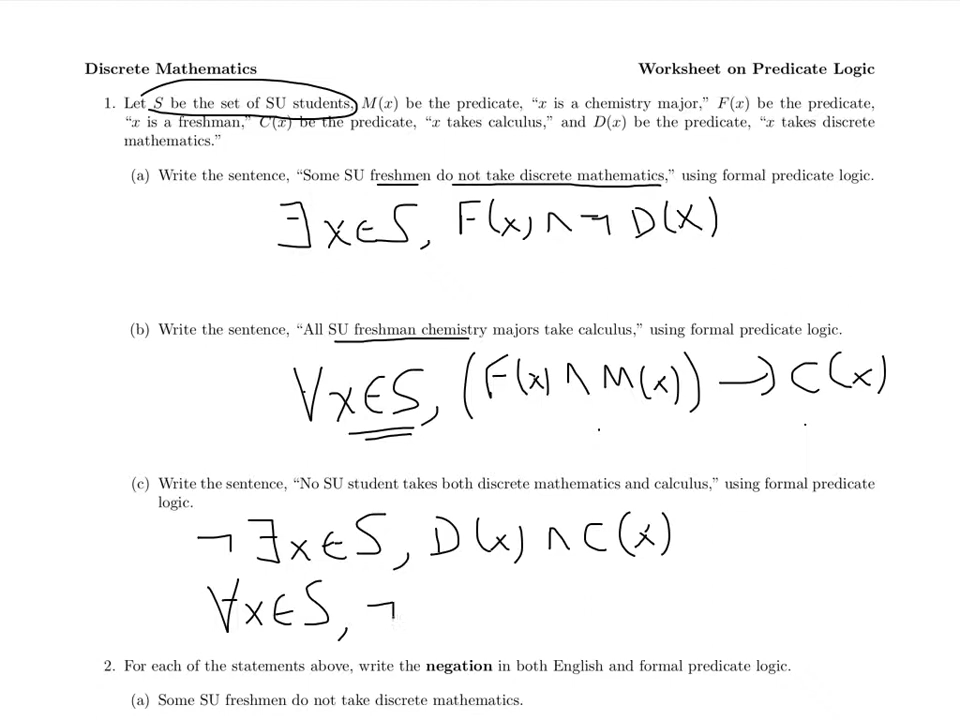 Discrete Mathematics Worksheet on Predicate Logic
1. Let S be the set of SU students, M(x) be the predicate, “x is a chemistry major,” F(x) be the predicate,
“x is a freshman,” C(x) be the predicate, “x takes calculus,” and D(x) be the predicate, “x takes discrete
mathematics.”
(a) Write the sentence, “Some SU freshmen do not take discrete mathematics,” using formal predicate logic.
∃x∈S, F(x) ∧ ¬ D(x)
(b) Write the sentence, “All SU freshman chemistry majors take calculus,” using formal predicate logic.
∀x∈S, (F(x) ∧ M(x)) → C(x)
(c) Write the sentence, “No SU student takes both discrete mathematics and calculus,” using formal predicate
logic.
¬∃x∈S, D(x) ∧ C(x)
∀x∈S, ¬
2. For each of the statements above, write the negation in both English and formal predicate logic.
(a) Some SU freshmen do not take discrete mathematics.